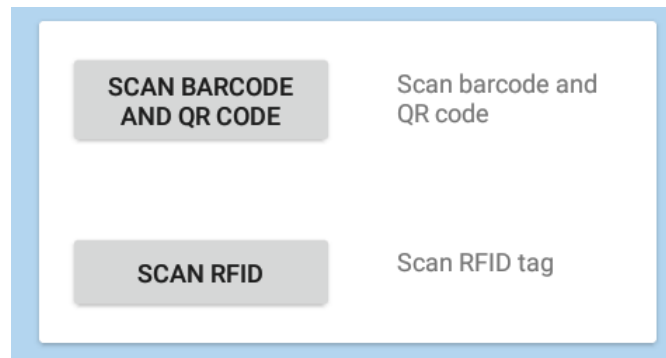 SCAN BARCODE
AND QR CODE
Scan barcode and
QR code
SCAN RFID
Scan RFID tag